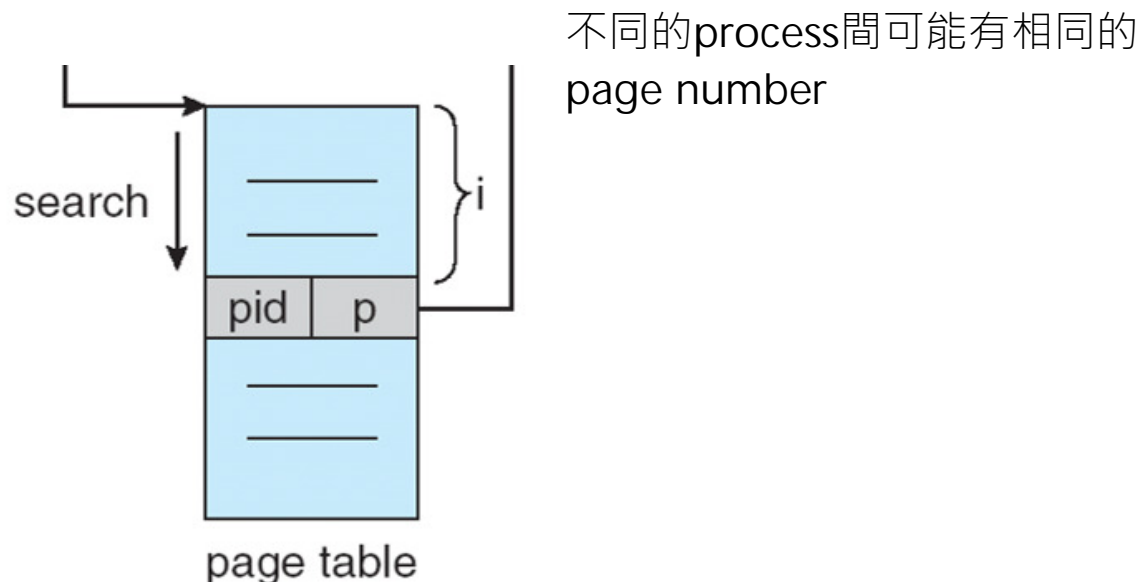 不同的process間可能有相同的
page number
search
i
pid
p
page table